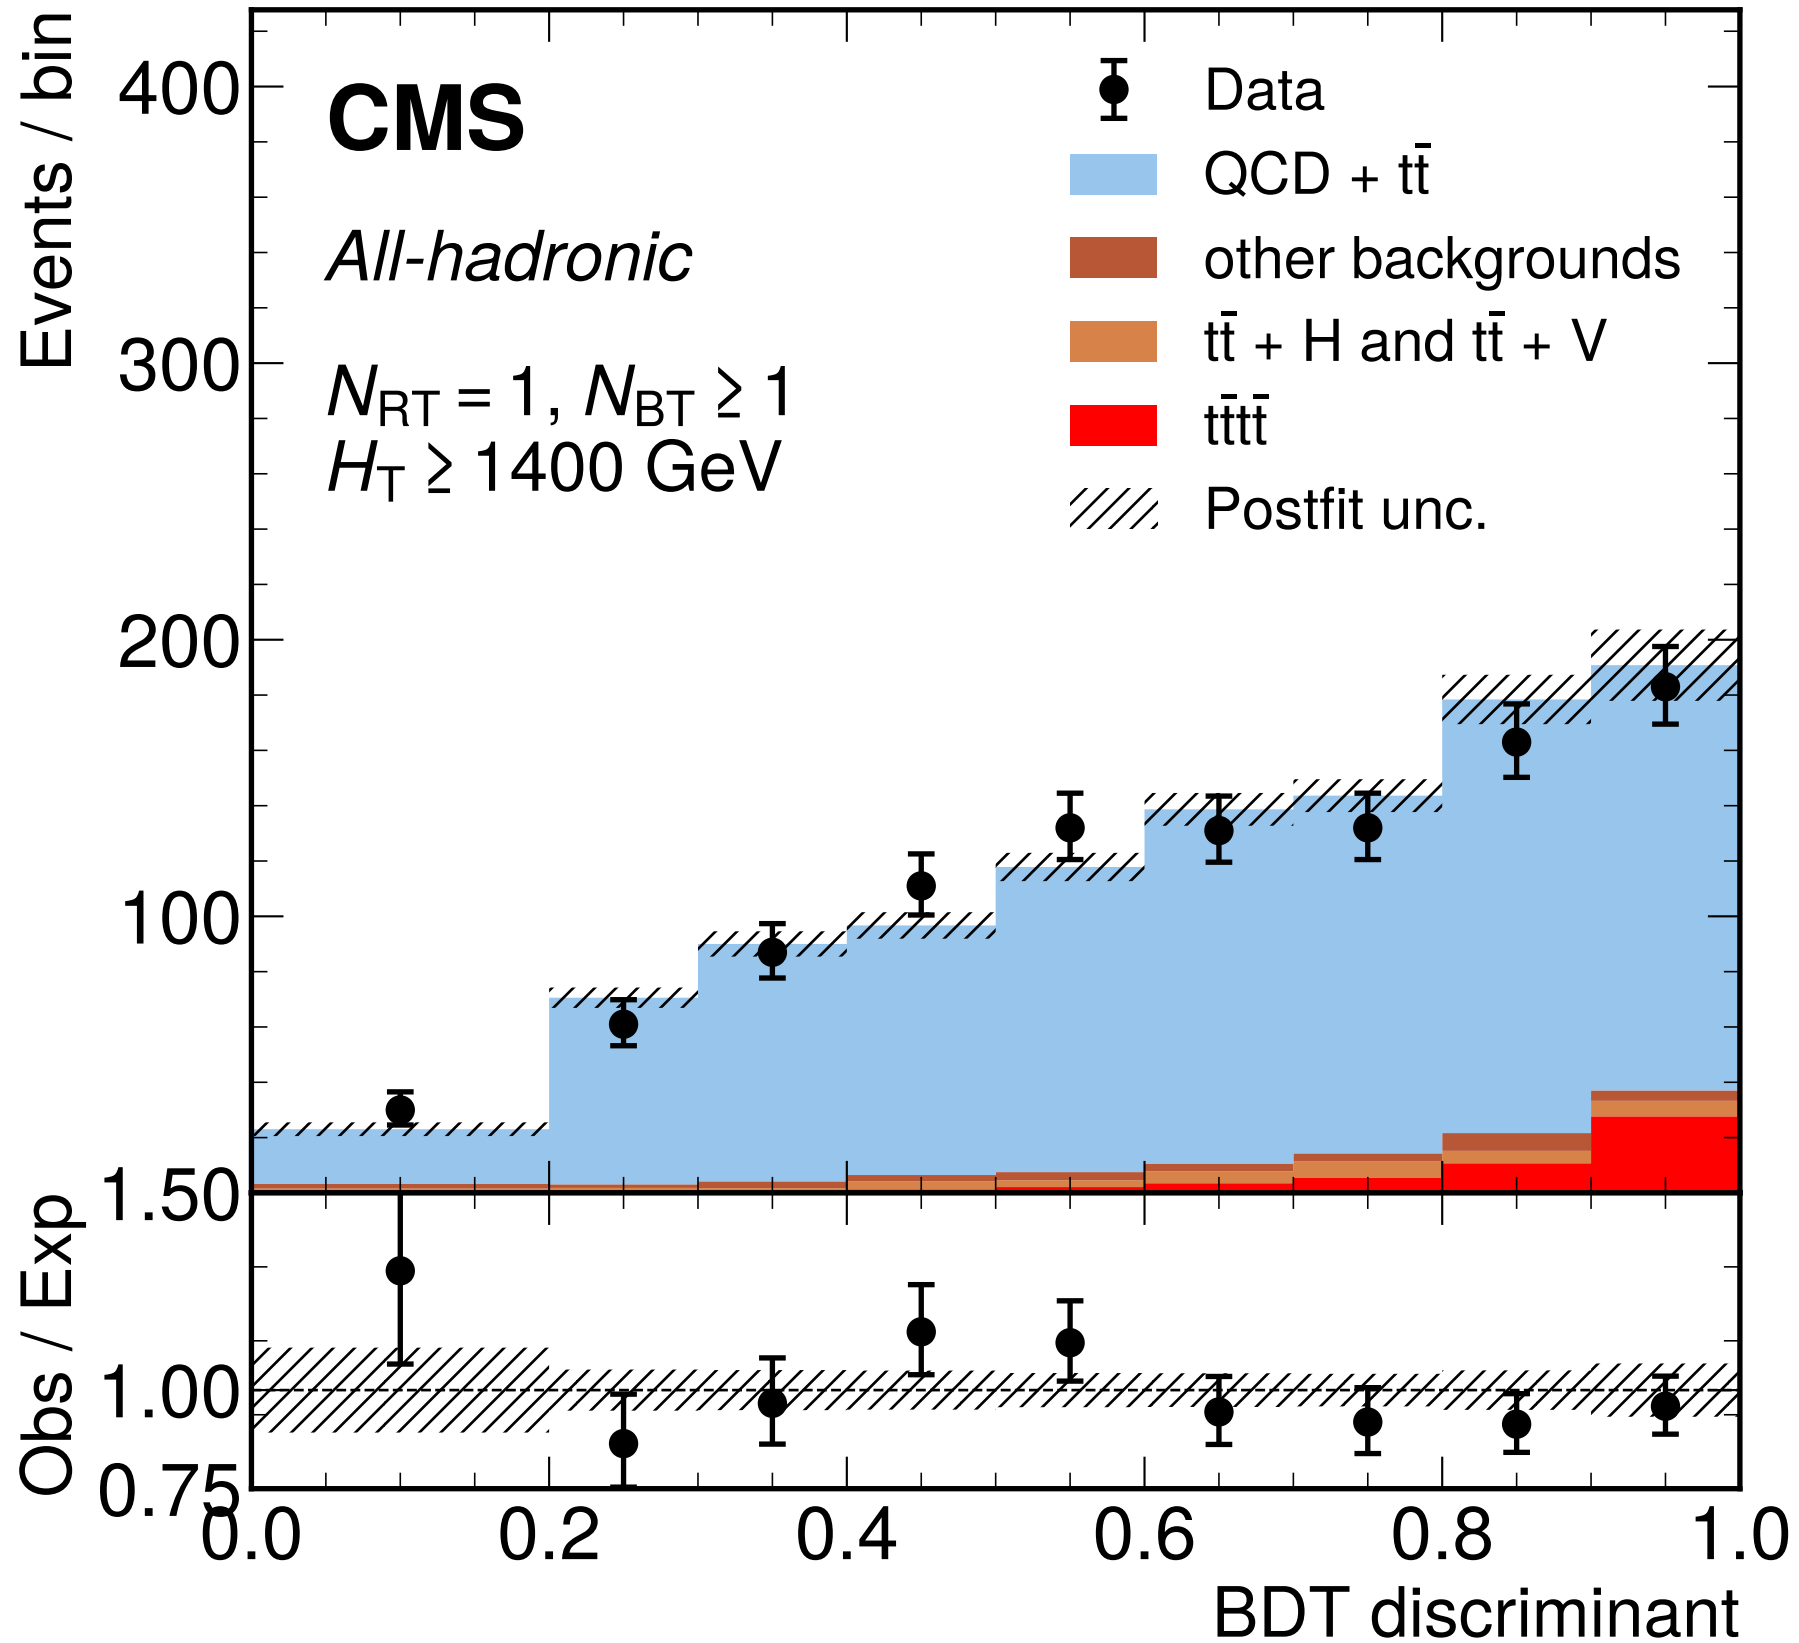 Events / bin
400
300
200
100
CMS
All-hadronic
N_RT = 1, N_BT ≥ 1
H_T ≥ 1400 GeV
Data
QCD + tt̄
other backgrounds
tt̄ + H and tt̄ + V
tt̄tt̄
Postfit unc.
Obs / Exp
1.50
1.00
0.75
0.0 0.2 0.4 0.6 0.8 1.0
BDT discriminant